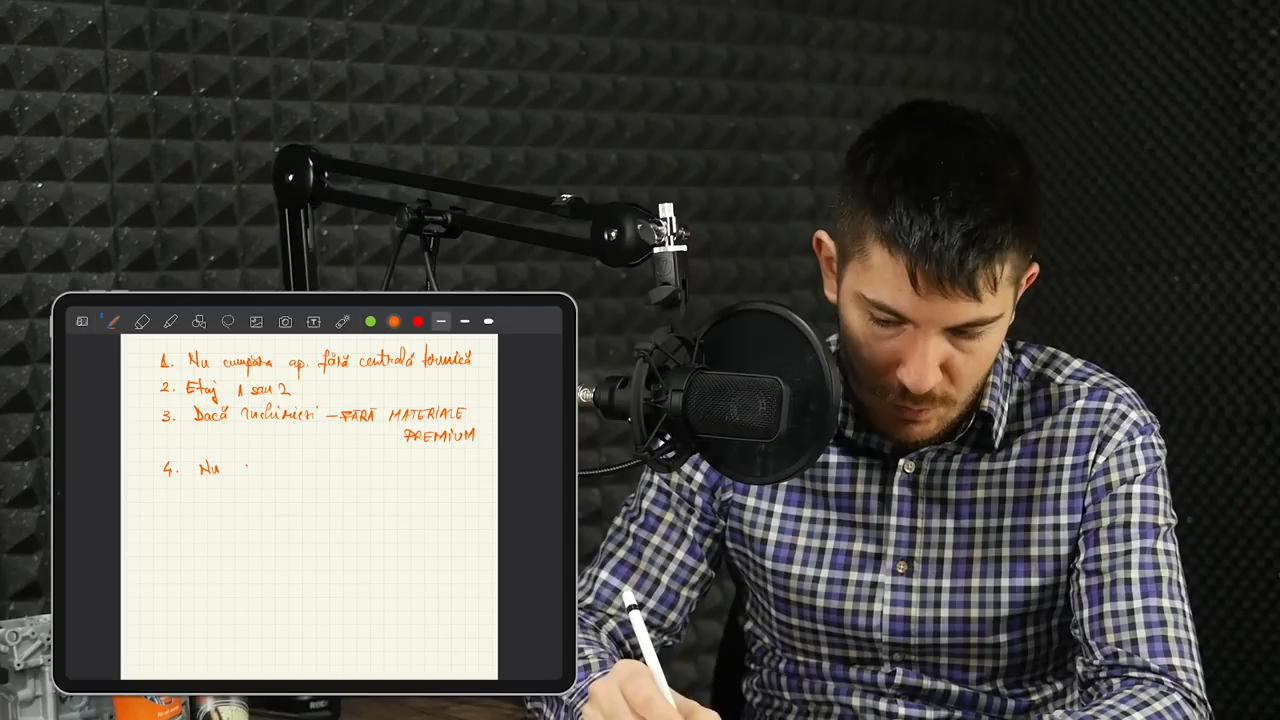 1. Nu cumpăra ap. fără centrală termică
2. Etaj 1 sau 2
3. Dacă închiriezi - FĂRĂ MATERIALE
PREMIUM
4. Nu